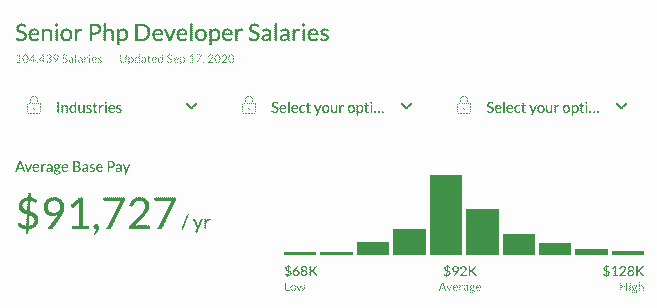 Senior Php Developer Salaries
104,439 Salaries Updated Sep 17, 2020
Industries Select your opti... Select your opti...
Average Base Pay
$91,727 / yr
$68K $92K $128K
Low Average High